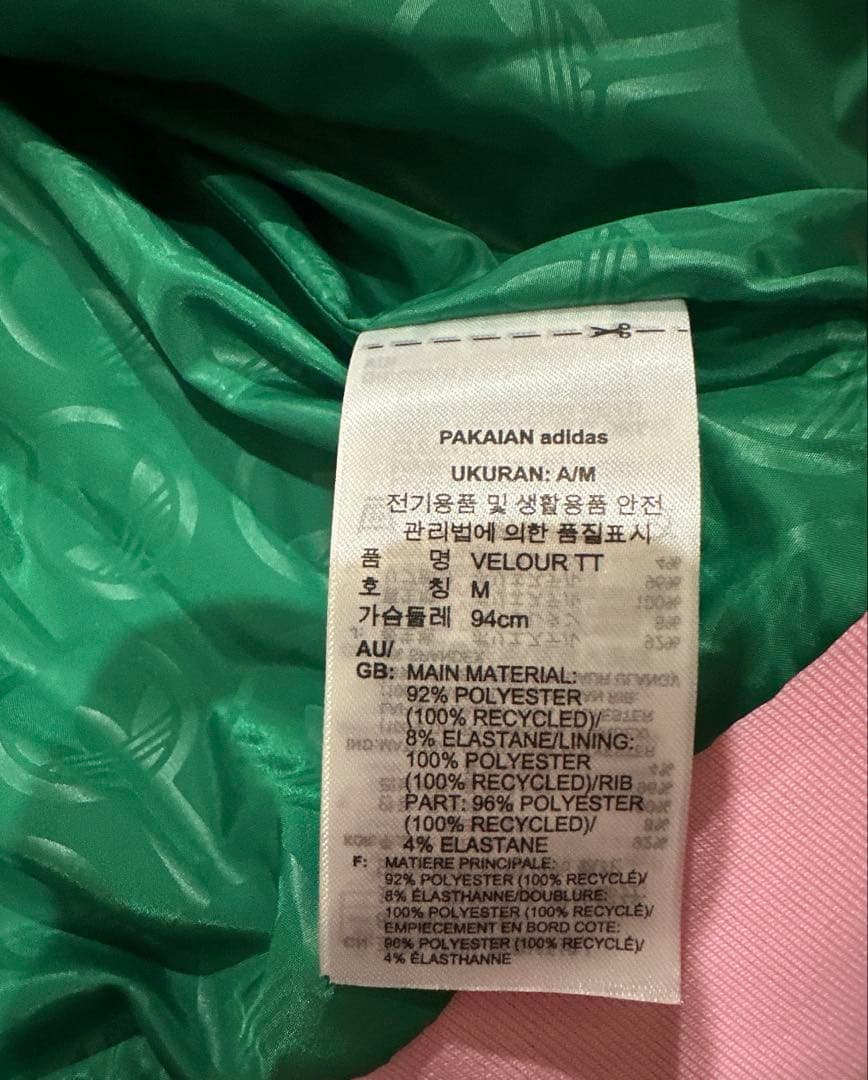 PAKAIAN adidas
UKURAN: A/M
전기용품 및 생활용품 안전
관리법에 의한 품질표시
품 명 VELOUR TT
호 칭 M
가슴둘레 94cm
AU/
GB: MAIN MATERIAL:
92% POLYESTER
(100% RECYCLED)/
8% ELASTANE/LINING:
100% POLYESTER
(100% RECYCLED)/RIB
PART: 96% POLYESTER
(100% RECYCLED)/
4% ELASTANE
F: MATIERE PRINCIPALE:
92% POLYESTER (100% RECYCLÉ)/
8% ÉLASTHANNE/DOUBLURE:
100% POLYESTER (100% RECYCLÉ)/
EMPIECEMENT EN BORD COTE:
96% POLYESTER (100% RECYCLÉ)/
4% ÉLASTHANNE